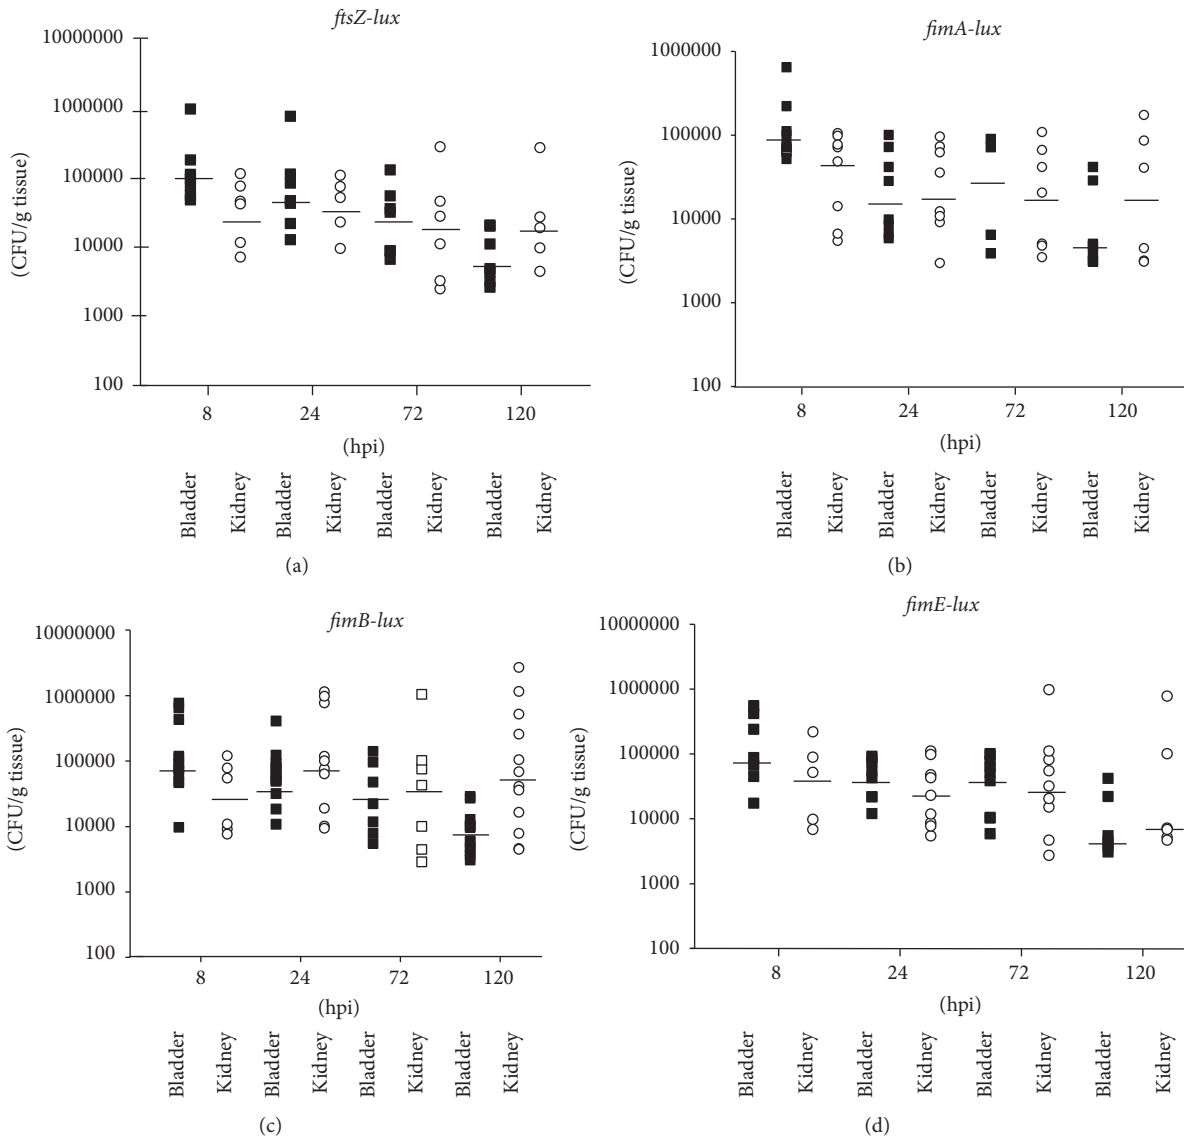 ftsZ-lux
10000000
1000000
100000
10000
1000
100
(CFU/g tissue)
8 24 72 120
(hpi)
Bladder Kidney Bladder Kidney Bladder Kidney Bladder Kidney
(a)
fimA-lux
1000000
100000
10000
1000
100
(CFU/g tissue)
8 24 72 120
(hpi)
Bladder Kidney Bladder Kidney Bladder Kidney Bladder Kidney
(b)
fimB-lux
10000000
1000000
100000
10000
1000
100
(CFU/g tissue)
8 24 72 120
(hpi)
Bladder Kidney Bladder Kidney Bladder Kidney Bladder Kidney
(c)
fimE-lux
10000000
1000000
100000
10000
1000
100
(CFU/g tissue)
8 24 72 120
(hpi)
Bladder Kidney Bladder Kidney Bladder Kidney Bladder Kidney
(d)